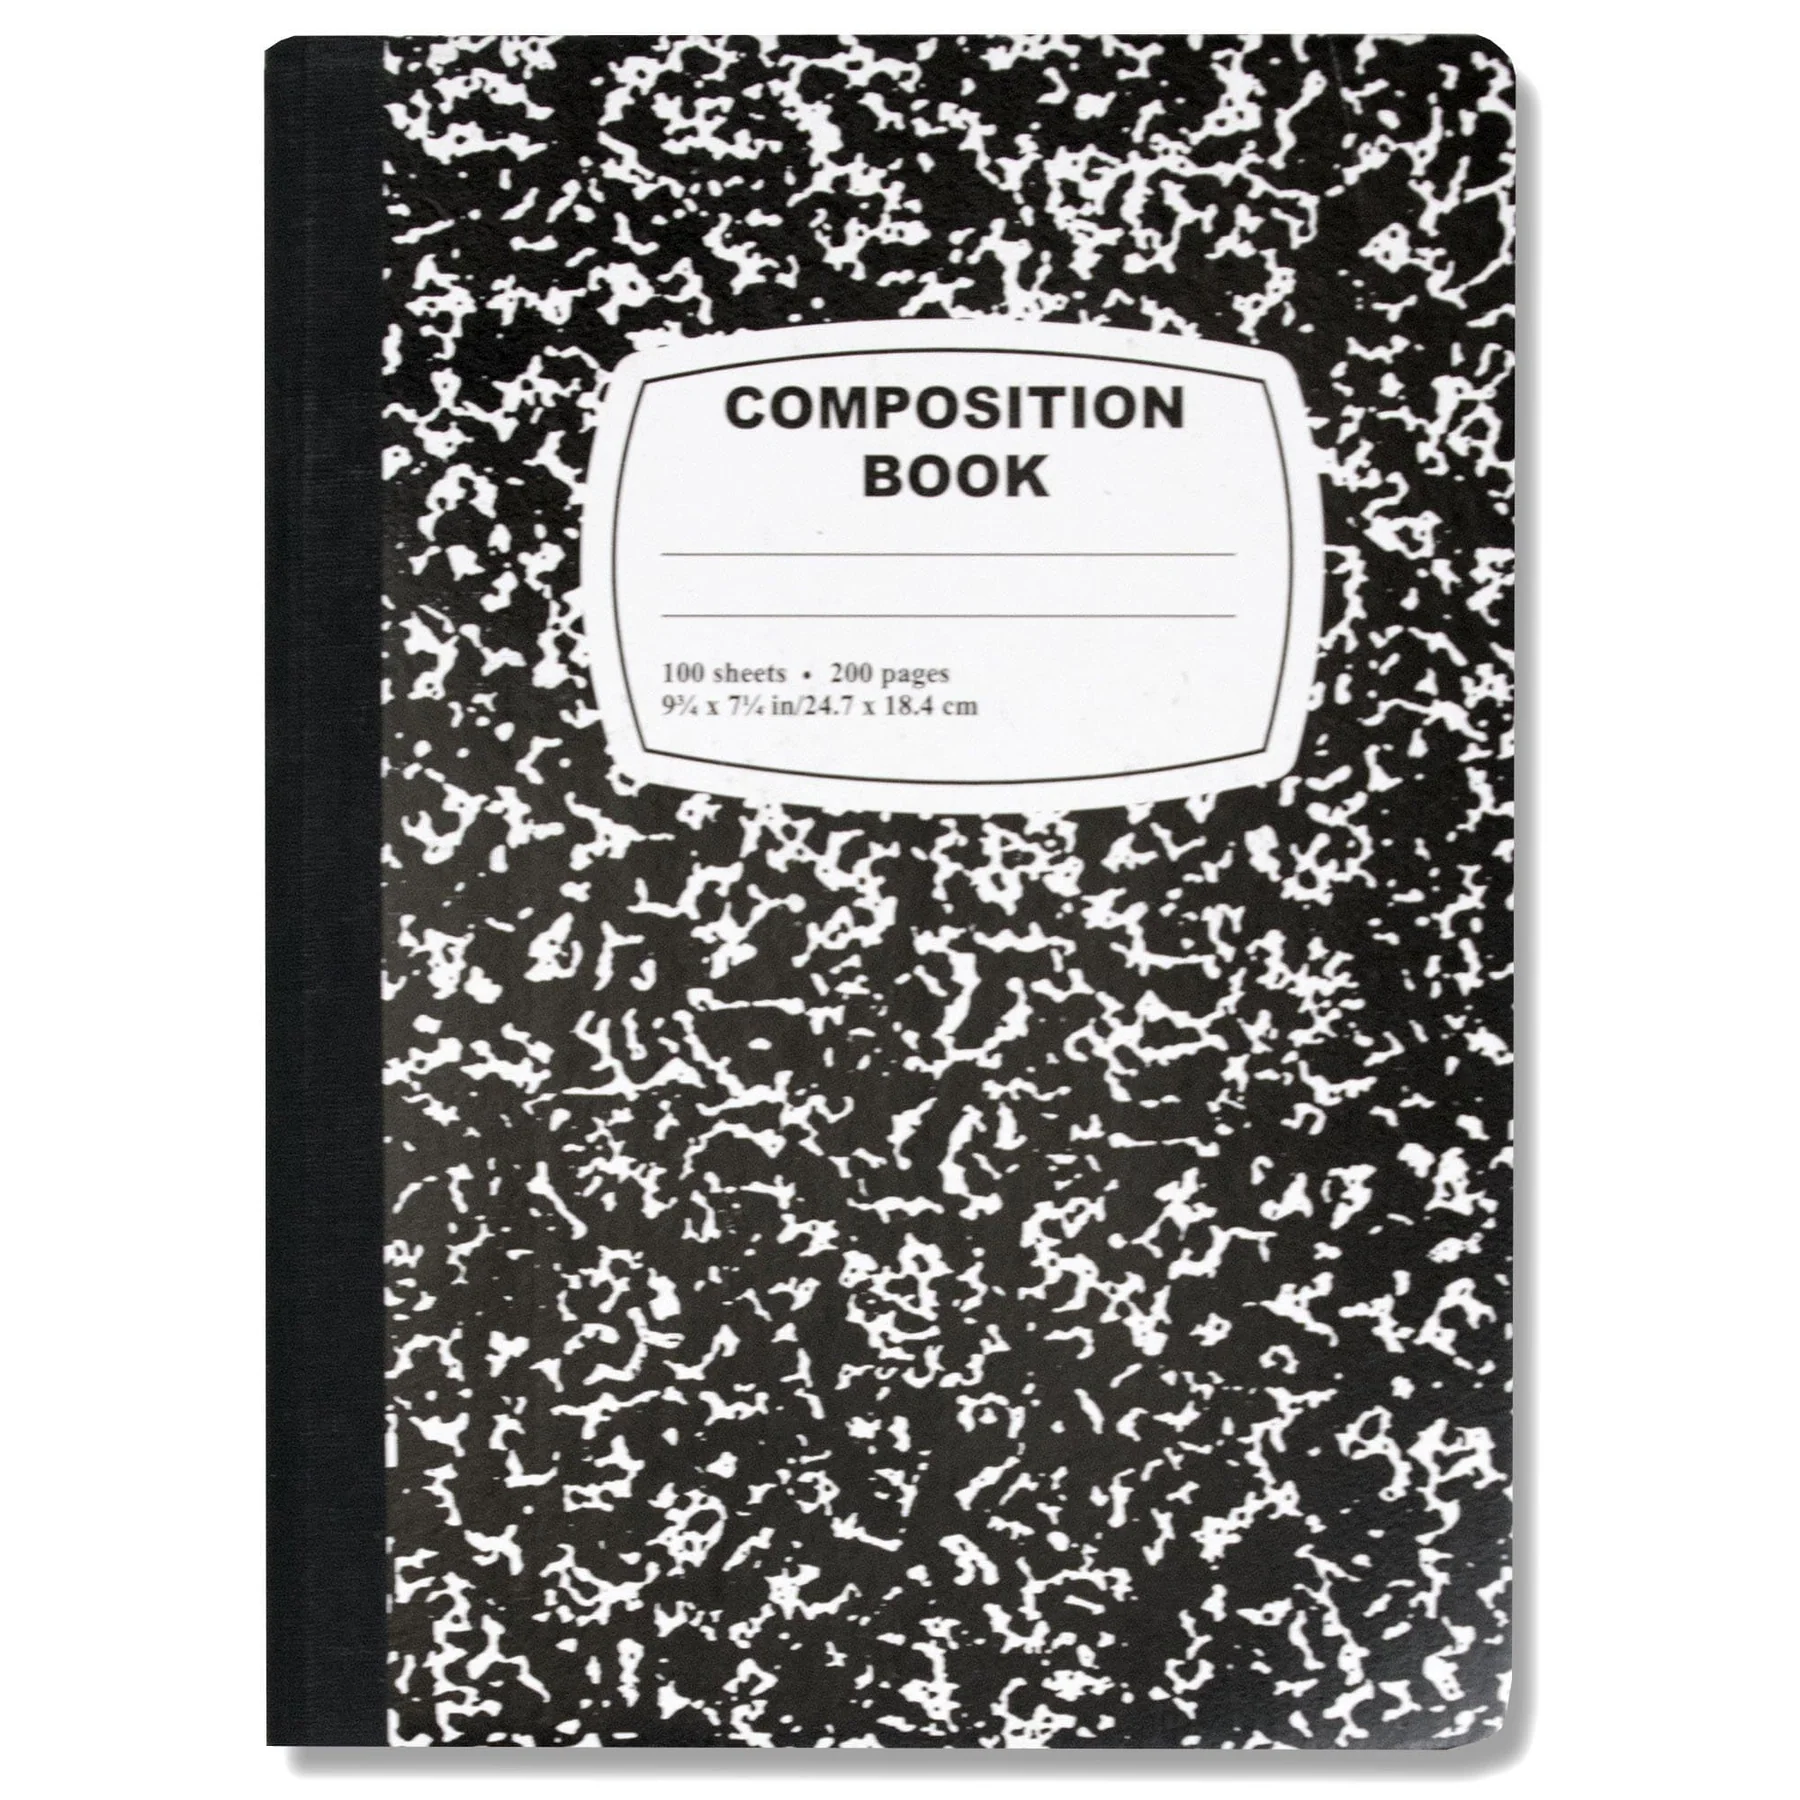 COMPOSITION
BOOK
100 sheets • 200 pages
9¾ x 7¼ in/24.7 x 18.4 cm